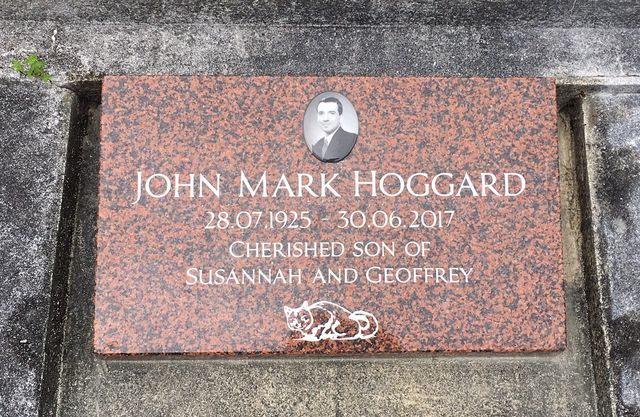 JOHN MARK HOGGARD
28.07.1925 - 30.06.2017
CHERISHED SON OF
SUSANNAH AND GEOFFREY